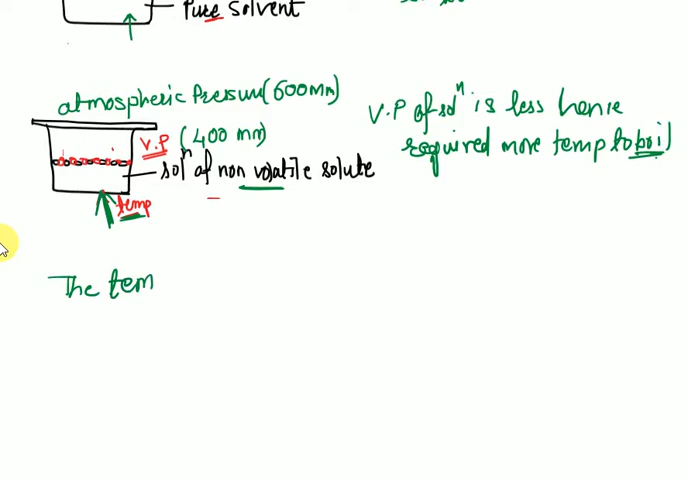 Pure solvent
atmospheric Pressure (600mm)
V.P (400 mm)
solⁿ of non volatile solute
temp
V.P of solⁿ is less hence
required more temp to boil
The tem